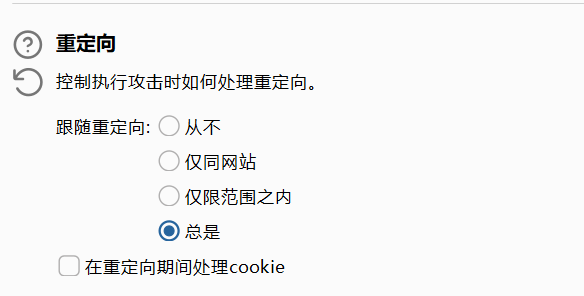 重定向
控制执行攻击时如何处理重定向。
跟随重定向: 从不
仅同网站
仅限范围之内
总是
在重定向期间处理cookie